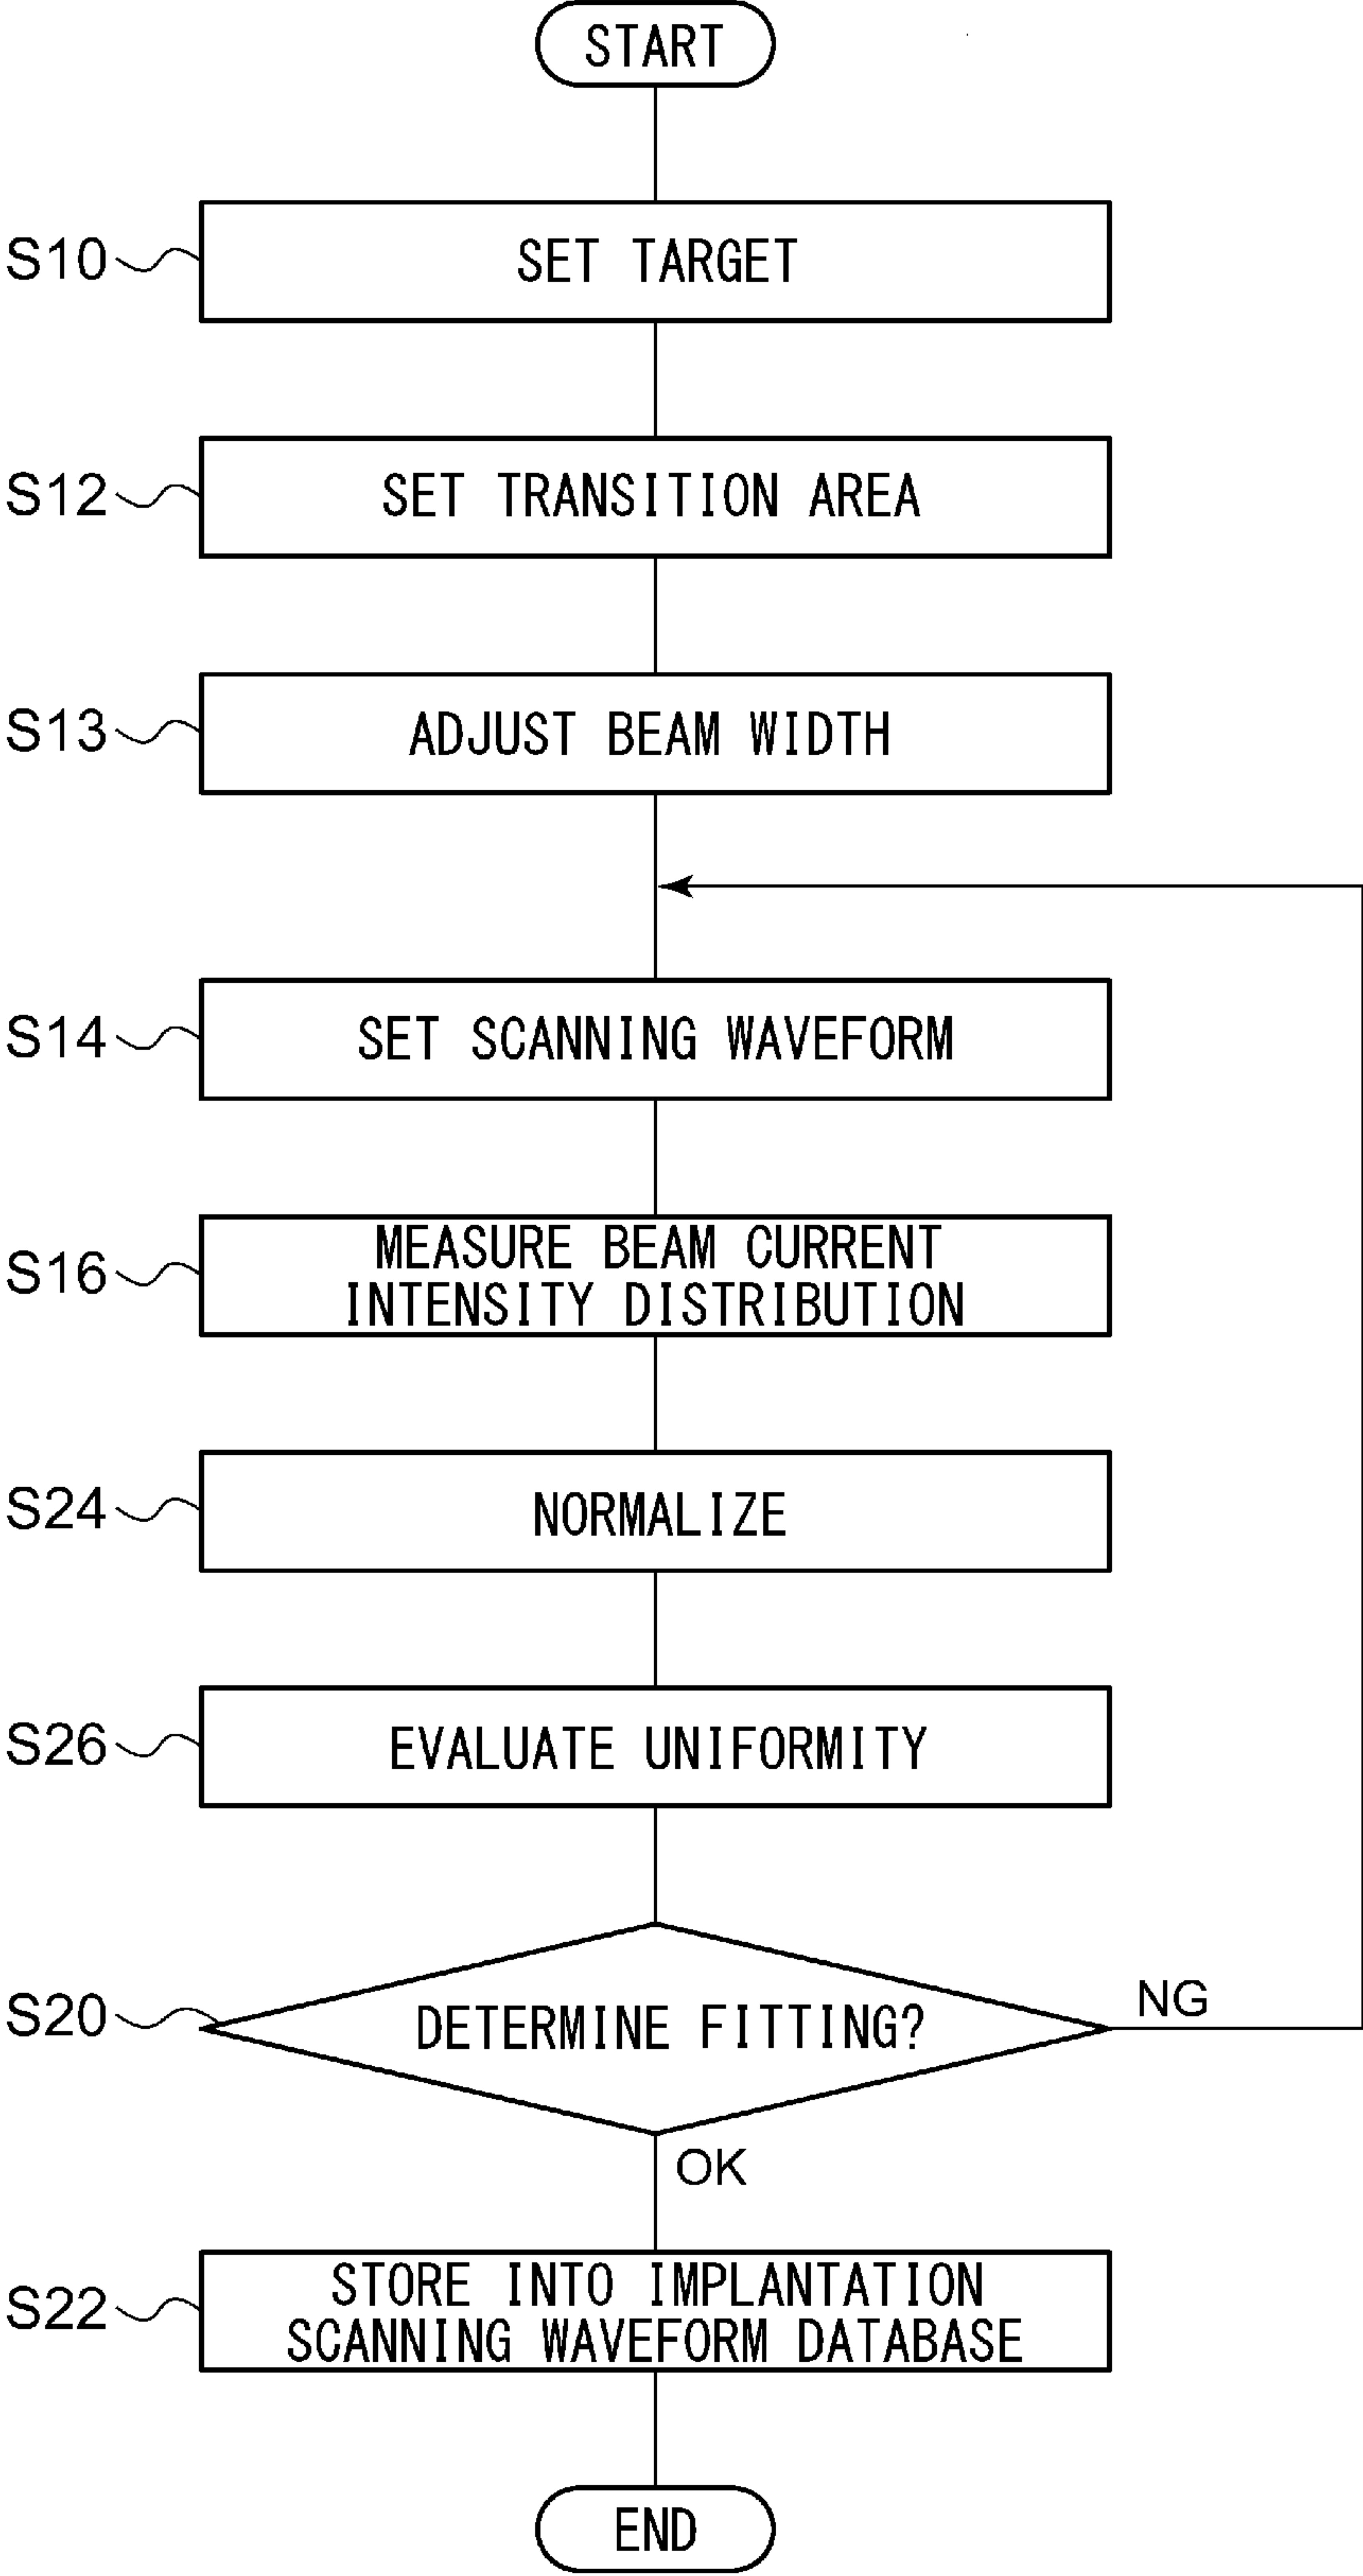 START
S10
SET TARGET
S12
SET TRANSITION AREA
S13
ADJUST BEAM WIDTH
S14
SET SCANNING WAVEFORM
S16
MEASURE BEAM CURRENT
INTENSITY DISTRIBUTION
S24
NORMALIZE
S26
EVALUATE UNIFORMITY
S20
DETERMINE FITTING?
NG
OK
S22
STORE INTO IMPLANTATION
SCANNING WAVEFORM DATABASE
END